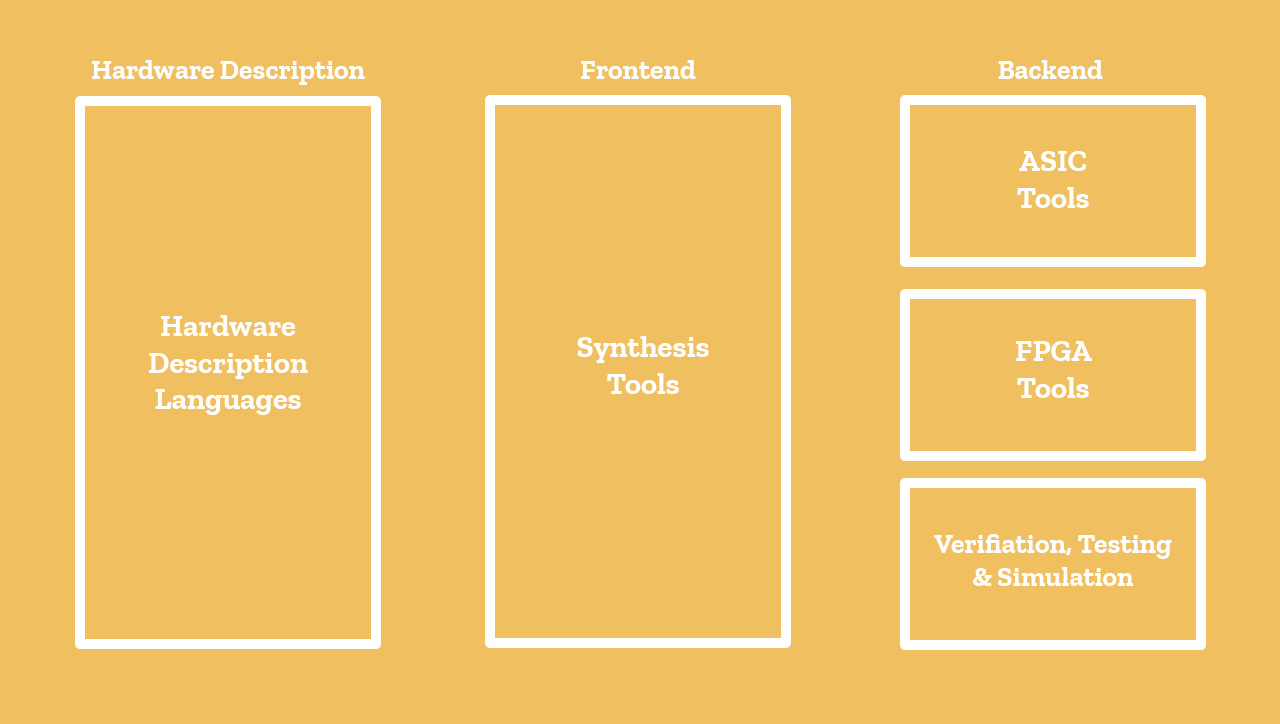 Hardware Description
Hardware
Description
Languages
Frontend
Synthesis
Tools
Backend
ASIC
Tools
FPGA
Tools
Verifiation, Testing
& Simulation